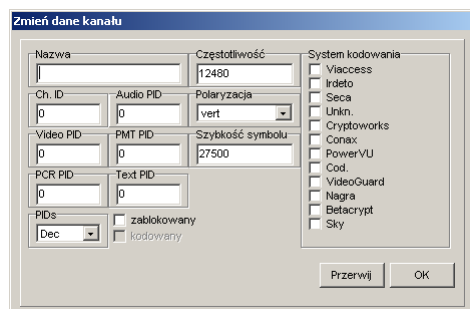 Zmień dane kanału
Nazwa
Częstotliwość
12480
System kodowania
Viaccess
Irdeto
Seca
Unkn.
Cryptoworks
Conax
PowerVU
Cod.
VideoGuard
Nagra
Betacrypt
Sky
Ch. ID
0
Audio PID
0
Polaryzacja
vert
Video PID
0
PMT PID
0
Szybkość symbolu
27500
PCR PID
0
Text PID
0
PIDs
Dec
zablokowany
kodowany
Przerwij
OK